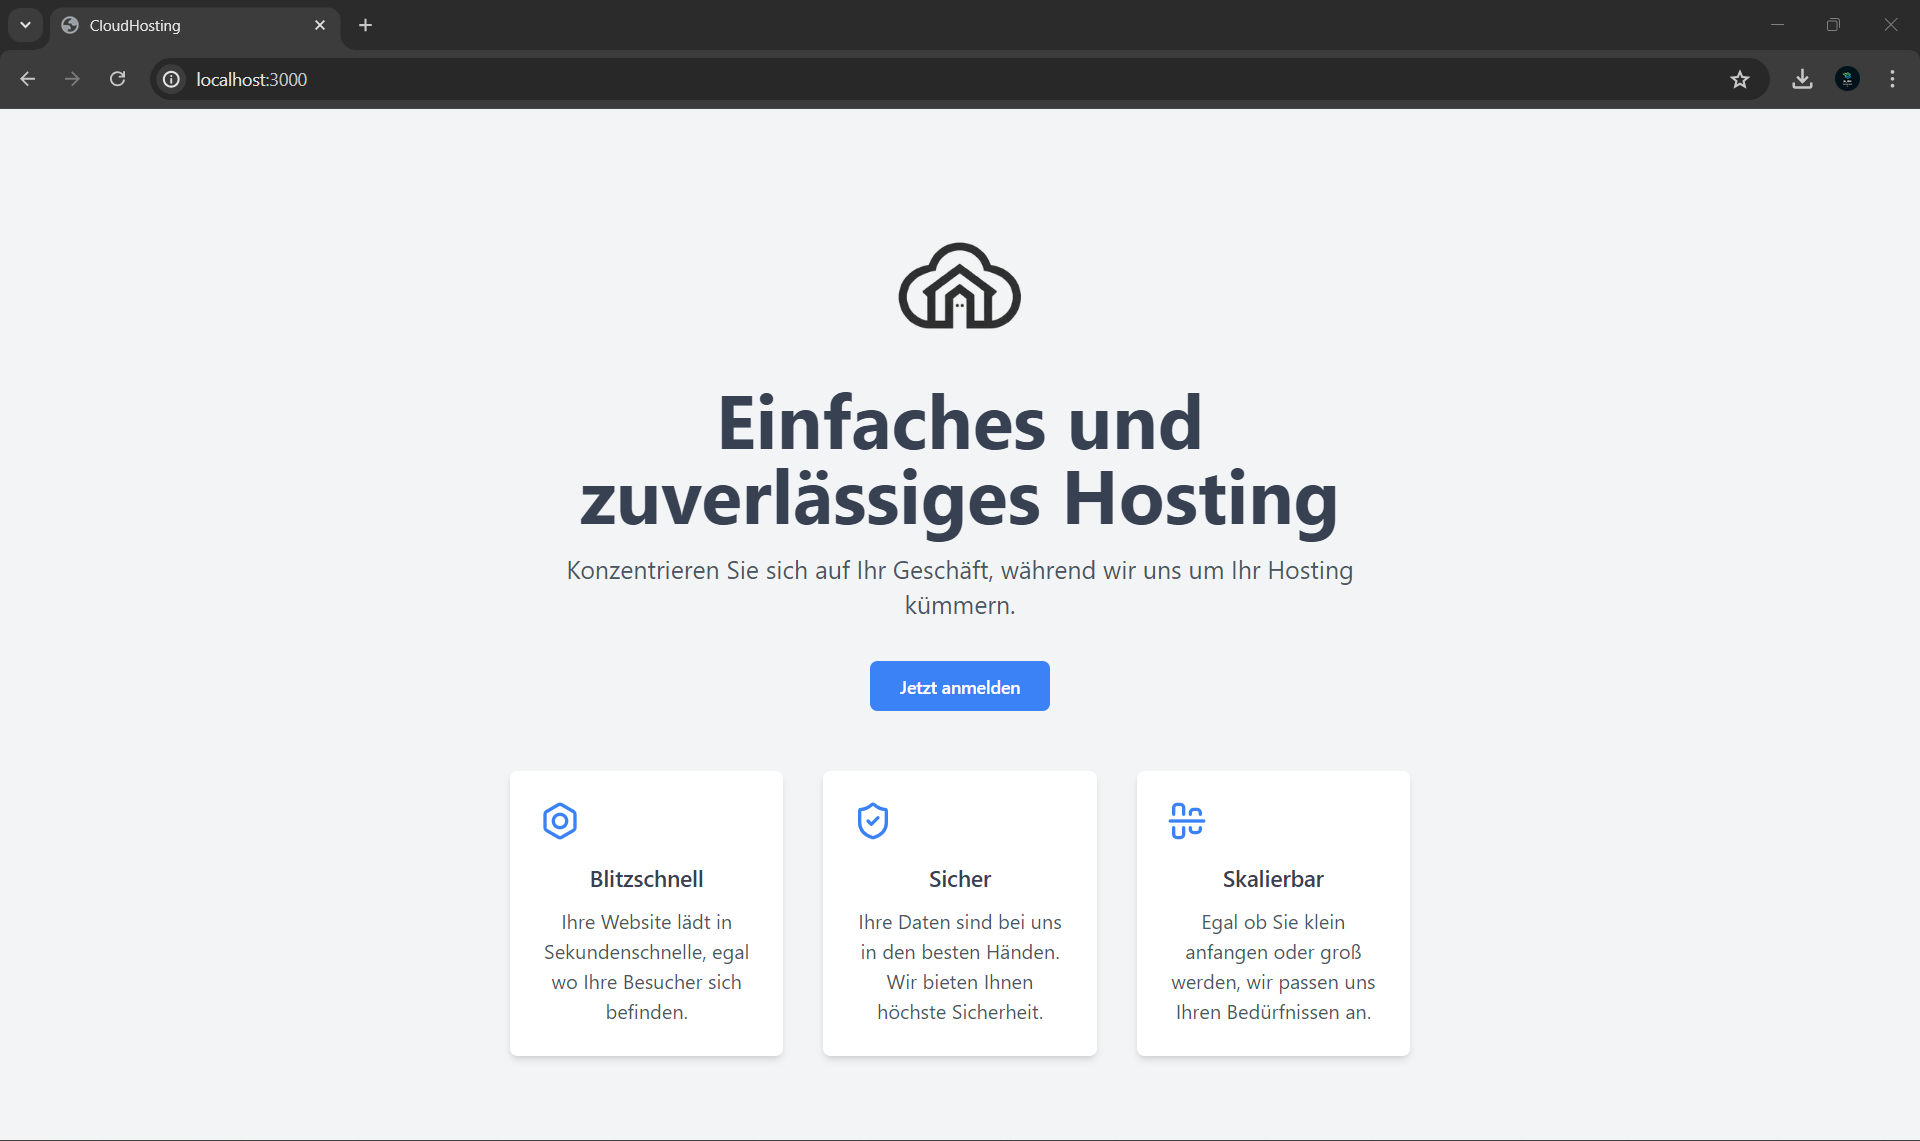 CloudHosting
localhost:3000
Einfaches und
zuverlässiges Hosting
Konzentrieren Sie sich auf Ihr Geschäft, während wir uns um Ihr Hosting
kümmern.
Jetzt anmelden
Blitzschnell
Ihre Website lädt in
Sekundenschnelle, egal
wo Ihre Besucher sich
befinden.
Sicher
Ihre Daten sind bei uns
in den besten Händen.
Wir bieten Ihnen
höchste Sicherheit.
Skalierbar
Egal ob Sie klein
anfangen oder groß
werden, wir passen uns
Ihren Bedürfnissen an.